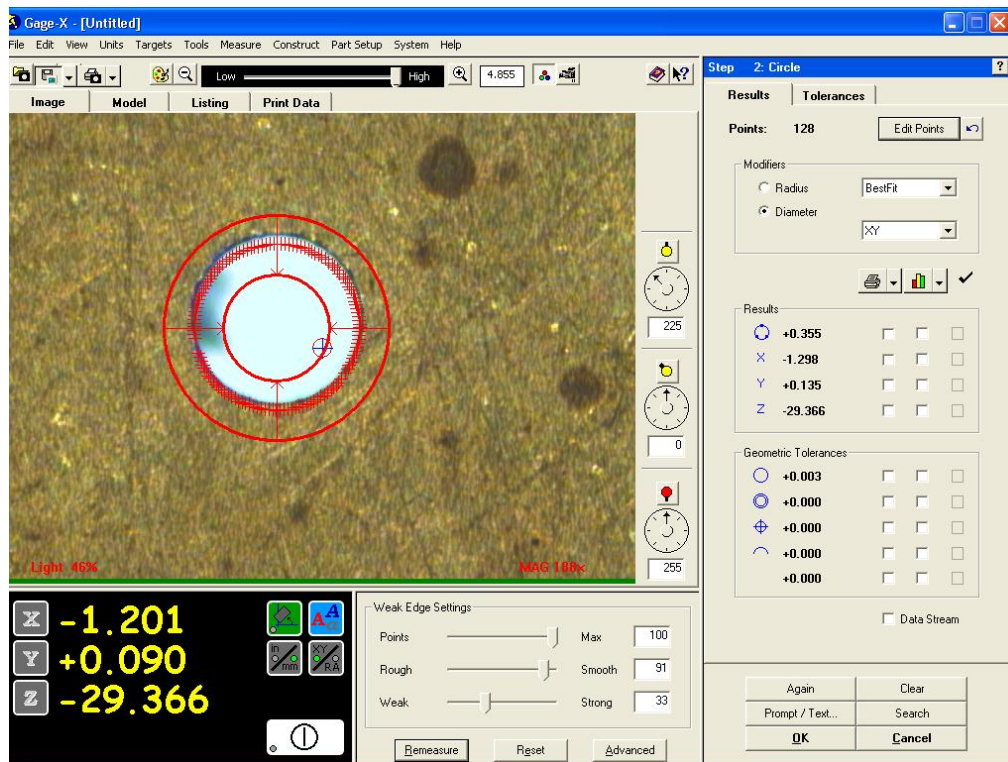 Gage-X - [Untitled]
File Edit View Units Targets Tools Measure Construct Part Setup System Help
Low High 4.855
Image Model Listing Print Data
Light 46% MAG 188x
225
0
255
Step 2: Circle
Results Tolerances
Points: 128 Edit Points
Modifiers
Radius BestFit
Diameter
XY
Results
+0.355
X -1.298
Y +0.135
Z -29.366
Geometric Tolerances
+0.003
+0.000
+0.000
+0.000
+0.000
Data Stream
Again Clear
Prompt / Text... Search
OK Cancel
X -1.201
Y +0.090
Z -29.366
in
mm
XY
RA
Weak Edge Settings
Points Max 100
Rough Smooth 91
Weak Strong 33
Remeasure Reset Advanced